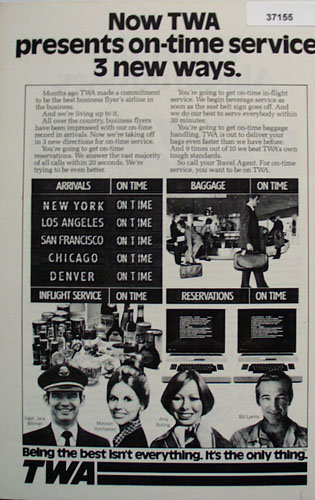 37155
Now TWA
presents on-time service
3 new ways.
Months ago TWA made a commitment
to be the best business flyer's airline in
the business.
And we're living up to it.
All over the country, business flyers
have been impressed with our on-time
record in arrivals. Now we're taking off
in 3 new directions for on-time service.
You're going to get on-time
reservations. We answer the vast majority
of all calls within 20 seconds. We're
trying to be even better.
You're going to get on-time in-flight
service. We begin beverage service as
soon as the seat belt sign goes off. And
we do our best to serve everybody within
30 minutes.
You're going to get on-time baggage
handling. TWA is out to deliver your
bags even faster than we have before.
And 9 times out of 10 we beat TWA's own
tough standards.
So call your Travel Agent. For on-time
service, you want to be on TWA.
ARRIVALS ON TIME
NEW YORK ON TIME
LOS ANGELES ON TIME
SAN FRANCISCO ON TIME
CHICAGO ON TIME
DENVER ON TIME
BAGGAGE ON TIME
INFLIGHT SERVICE ON TIME
RESERVATIONS ON TIME
Capt. Jack
Maureen
Amy
Bill Lykins
Being the best isn't everything. It's the only thing.
TWA